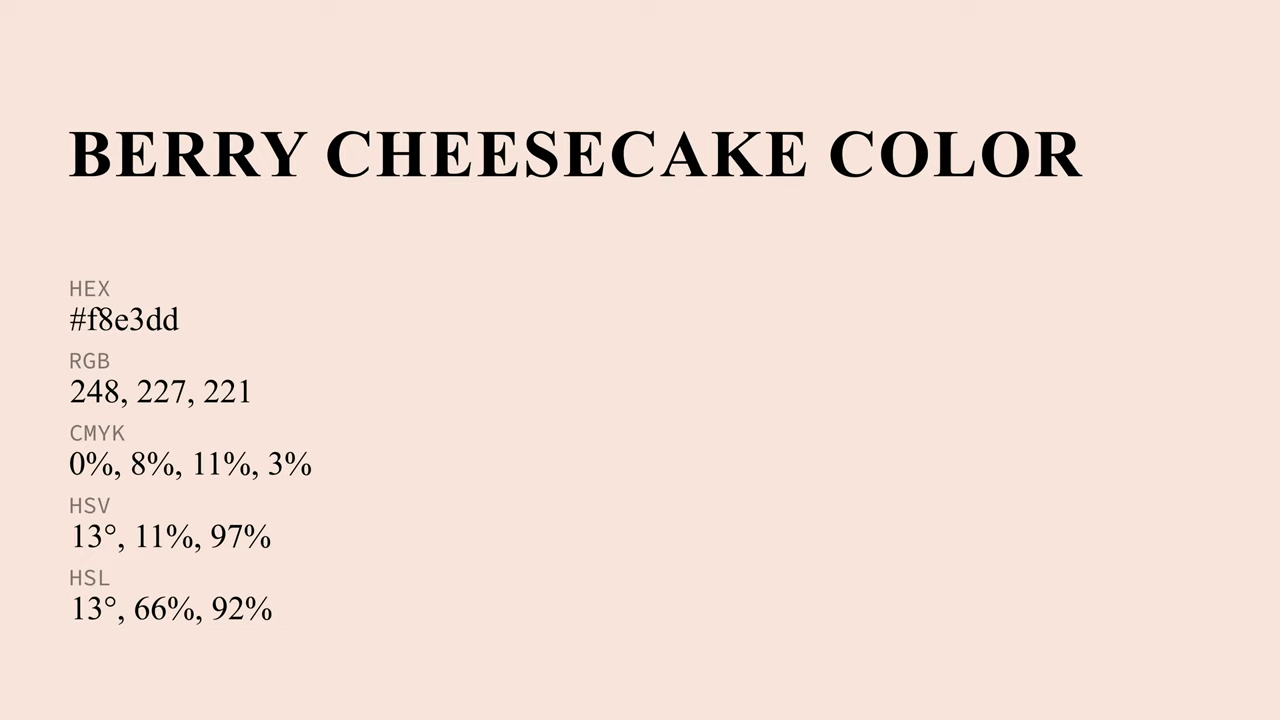 BERRY CHEESECAKE COLOR
HEX
#f8e3dd
RGB
248, 227, 221
CMYK
0%, 8%, 11%, 3%
HSV
13°, 11%, 97%
HSL
13°, 66%, 92%